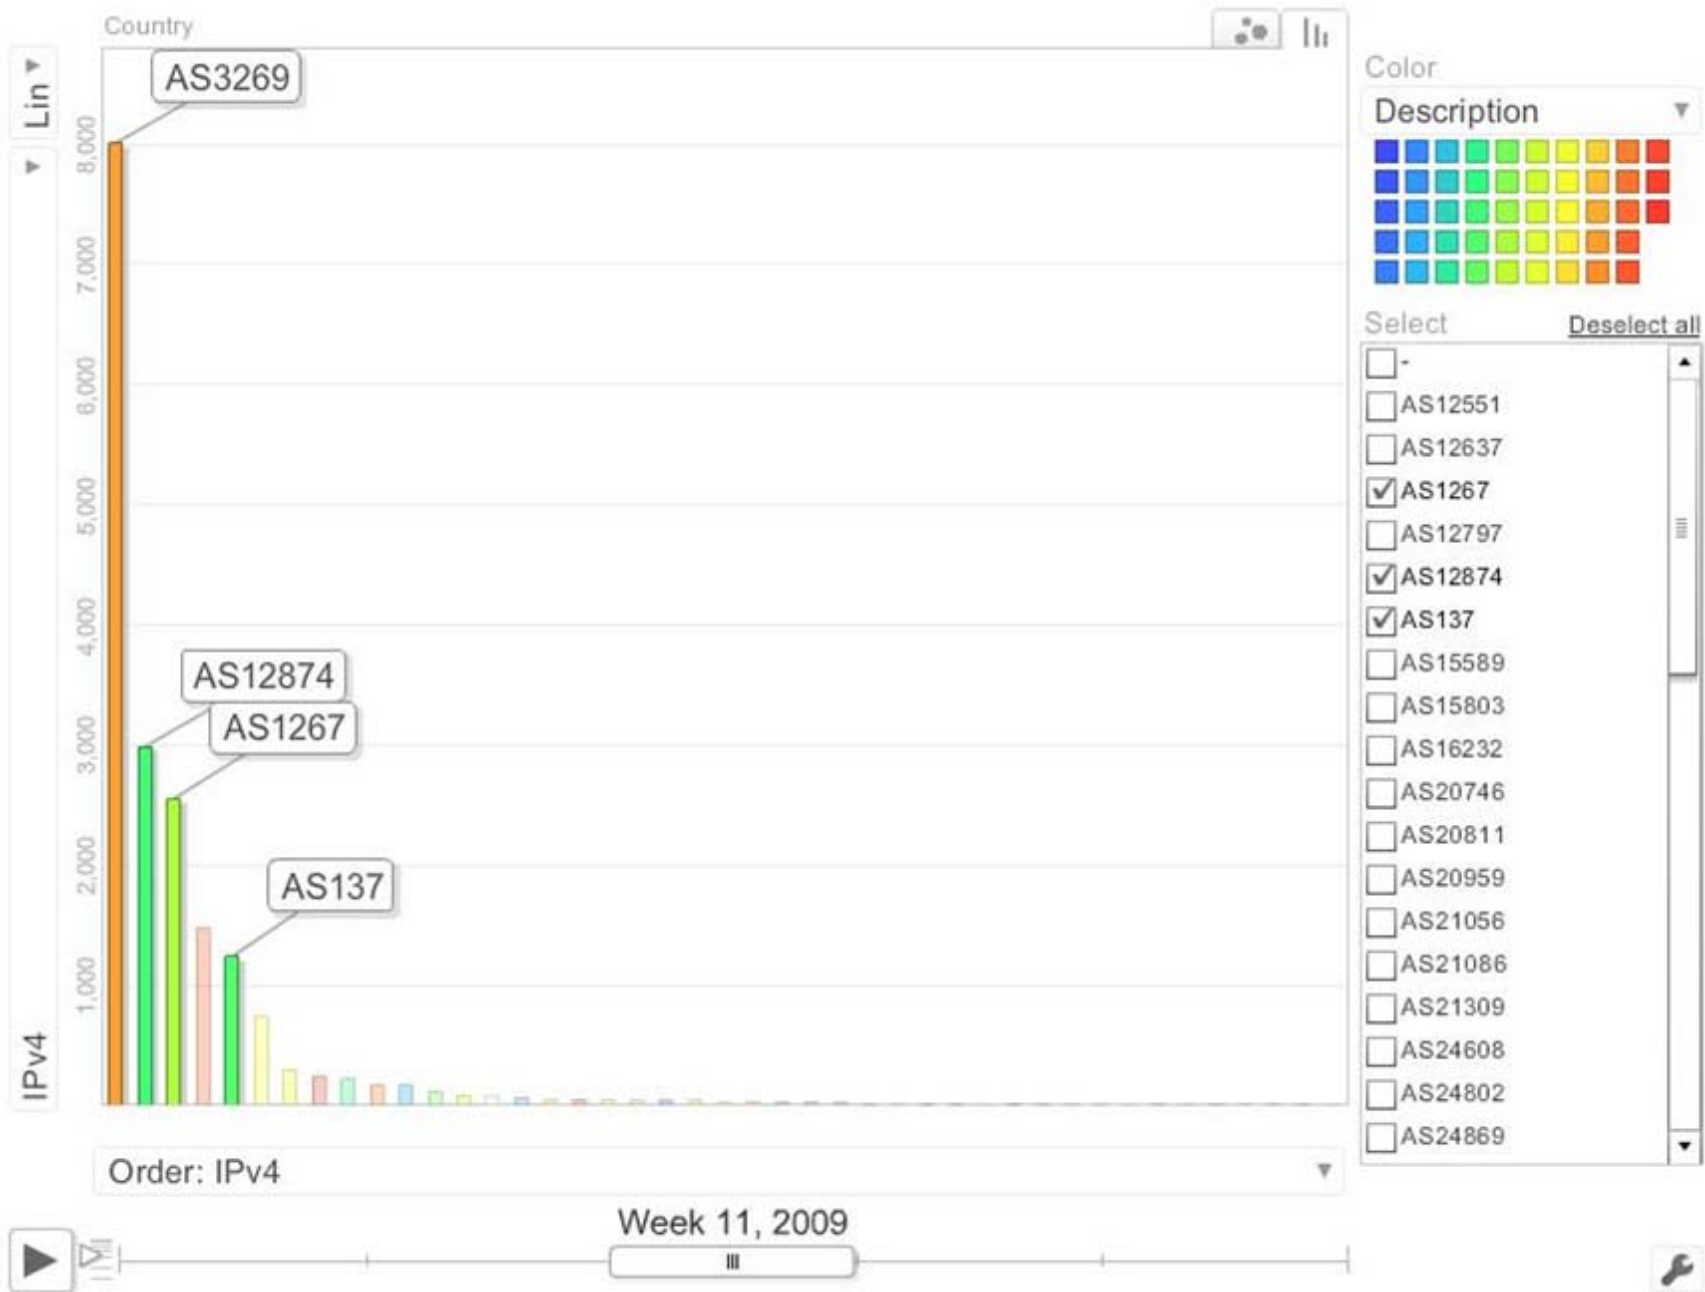 Country
Lin
AS3269
8,000
7,000
6,000
5,000
4,000
AS12874
AS1267
3,000
2,000
AS137
1,000
IPv4
Order: IPv4
Week 11, 2009
Color
Description
Select Deselect all
-
AS12551
AS12637
AS1267
AS12797
AS12874
AS137
AS15589
AS15803
AS16232
AS20746
AS20811
AS20959
AS21056
AS21086
AS21309
AS24608
AS24802
AS24869